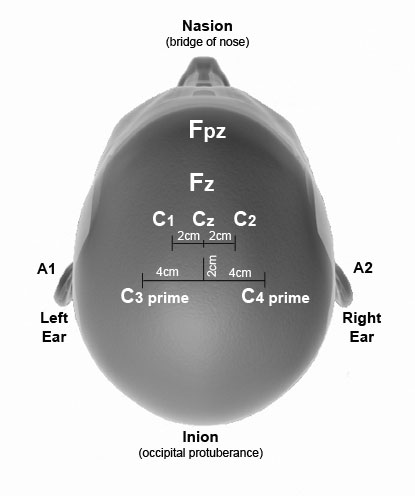 Nasion
(bridge of nose)
Fpz
Fz
C1 Cz C2
2cm 2cm
2cm
4cm 4cm
A1 A2
C3 prime C4 prime
Left
Ear
Right
Ear
Inion
(occipital protuberance)